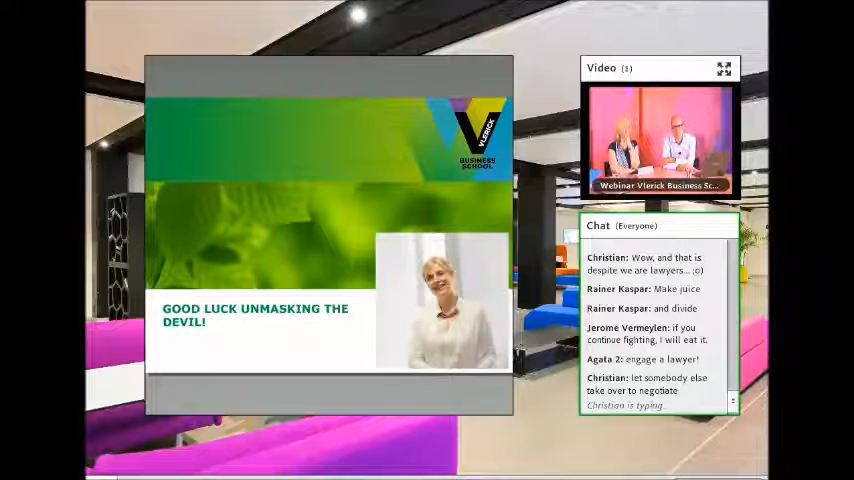 VLERICK
BUSINESS
SCHOOL
GOOD LUCK UNMASKING THE
DEVIL!
Video (1)
Webinar Vlerick Business Sc...
Chat (Everyone)
Christian: Wow, and that is
despite we are lawyers... ;o)
Rainer Kaspar: Make juice
Rainer Kaspar: and divide
Jerome Vermeylen: if you
continue fighting, I will eat it.
Agata 2: engage a lawyer!
Christian: let somebody else
take over to negotiate
Christian is typing...